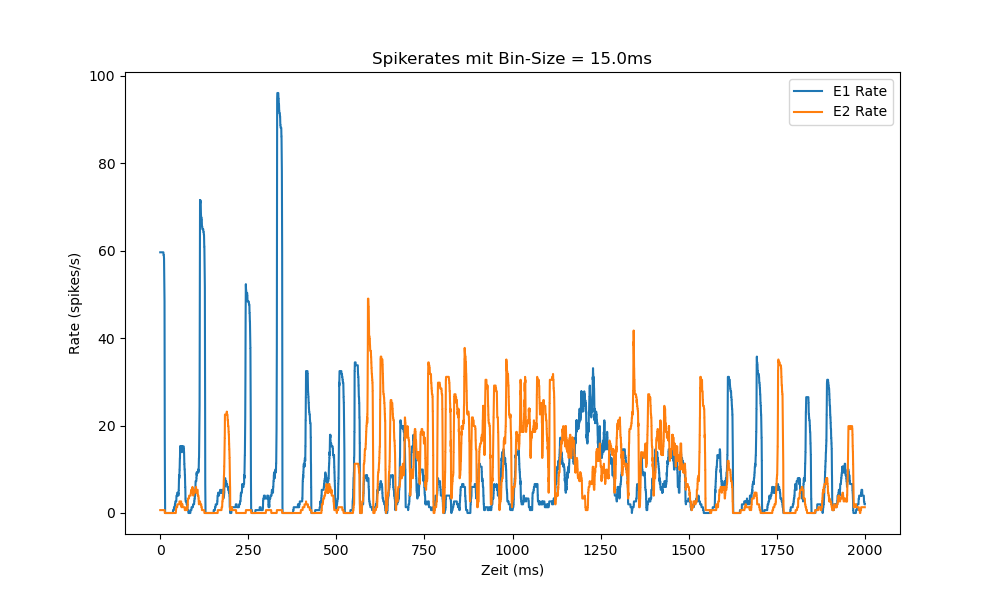 Spikerates mit Bin-Size = 15.0ms
E1 Rate
E2 Rate
100
80
60
40
20
0
Rate (spikes/s)
0 250 500 750 1000 1250 1500 1750 2000
Zeit (ms)